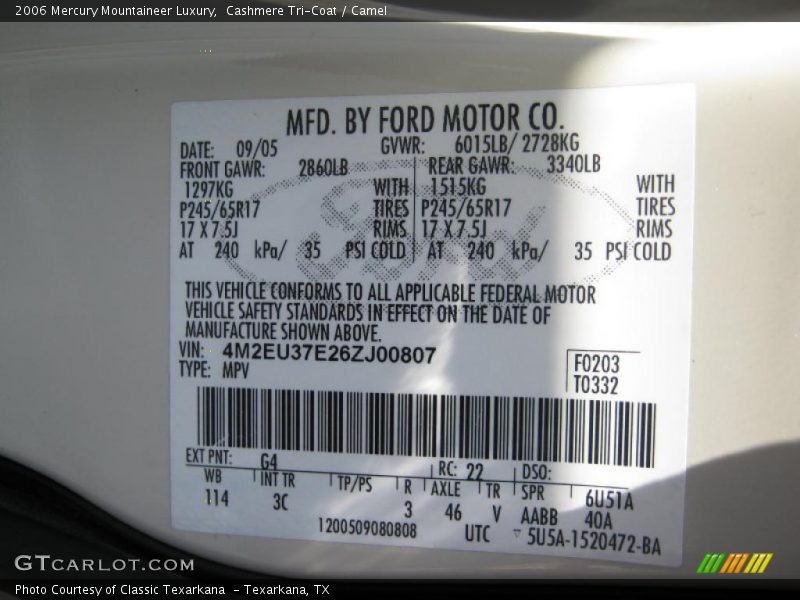 2006 Mercury Mountaineer Luxury,  Cashmere Tri-Coat / Camel
MFD. BY FORD MOTOR CO.
DATE: 09/05 GVWR: 6015LB/ 2728KG
FRONT GAWR: 2860LB REAR GAWR: 3340LB
1297KG WITH 1515KG WITH
P245/65R17 TIRES P245/65R17 TIRES
17 X 7.5J RIMS 17 X 7.5J RIMS
AT 240 kPa/ 35 PSI COLD AT 240 kPa/ 35 PSI COLD
THIS VEHICLE CONFORMS TO ALL APPLICABLE FEDERAL MOTOR
VEHICLE SAFETY STANDARDS IN EFFECT ON THE DATE OF
MANUFACTURE SHOWN ABOVE.
VIN: 4M2EU37E26ZJ00807
TYPE: MPV
F0203
T0332
EXT PNT: G4 RC: 22 DSO:
WB INT TR TP/PS R AXLE TR SPR 6U51A
114 3C 3 46 V AABB 40A
1200509080808 UTC 5U5A-1520472-BA
Ford
GTCARLOT.COM
Photo Courtesy of Classic Texarkana  - Texarkana, TX